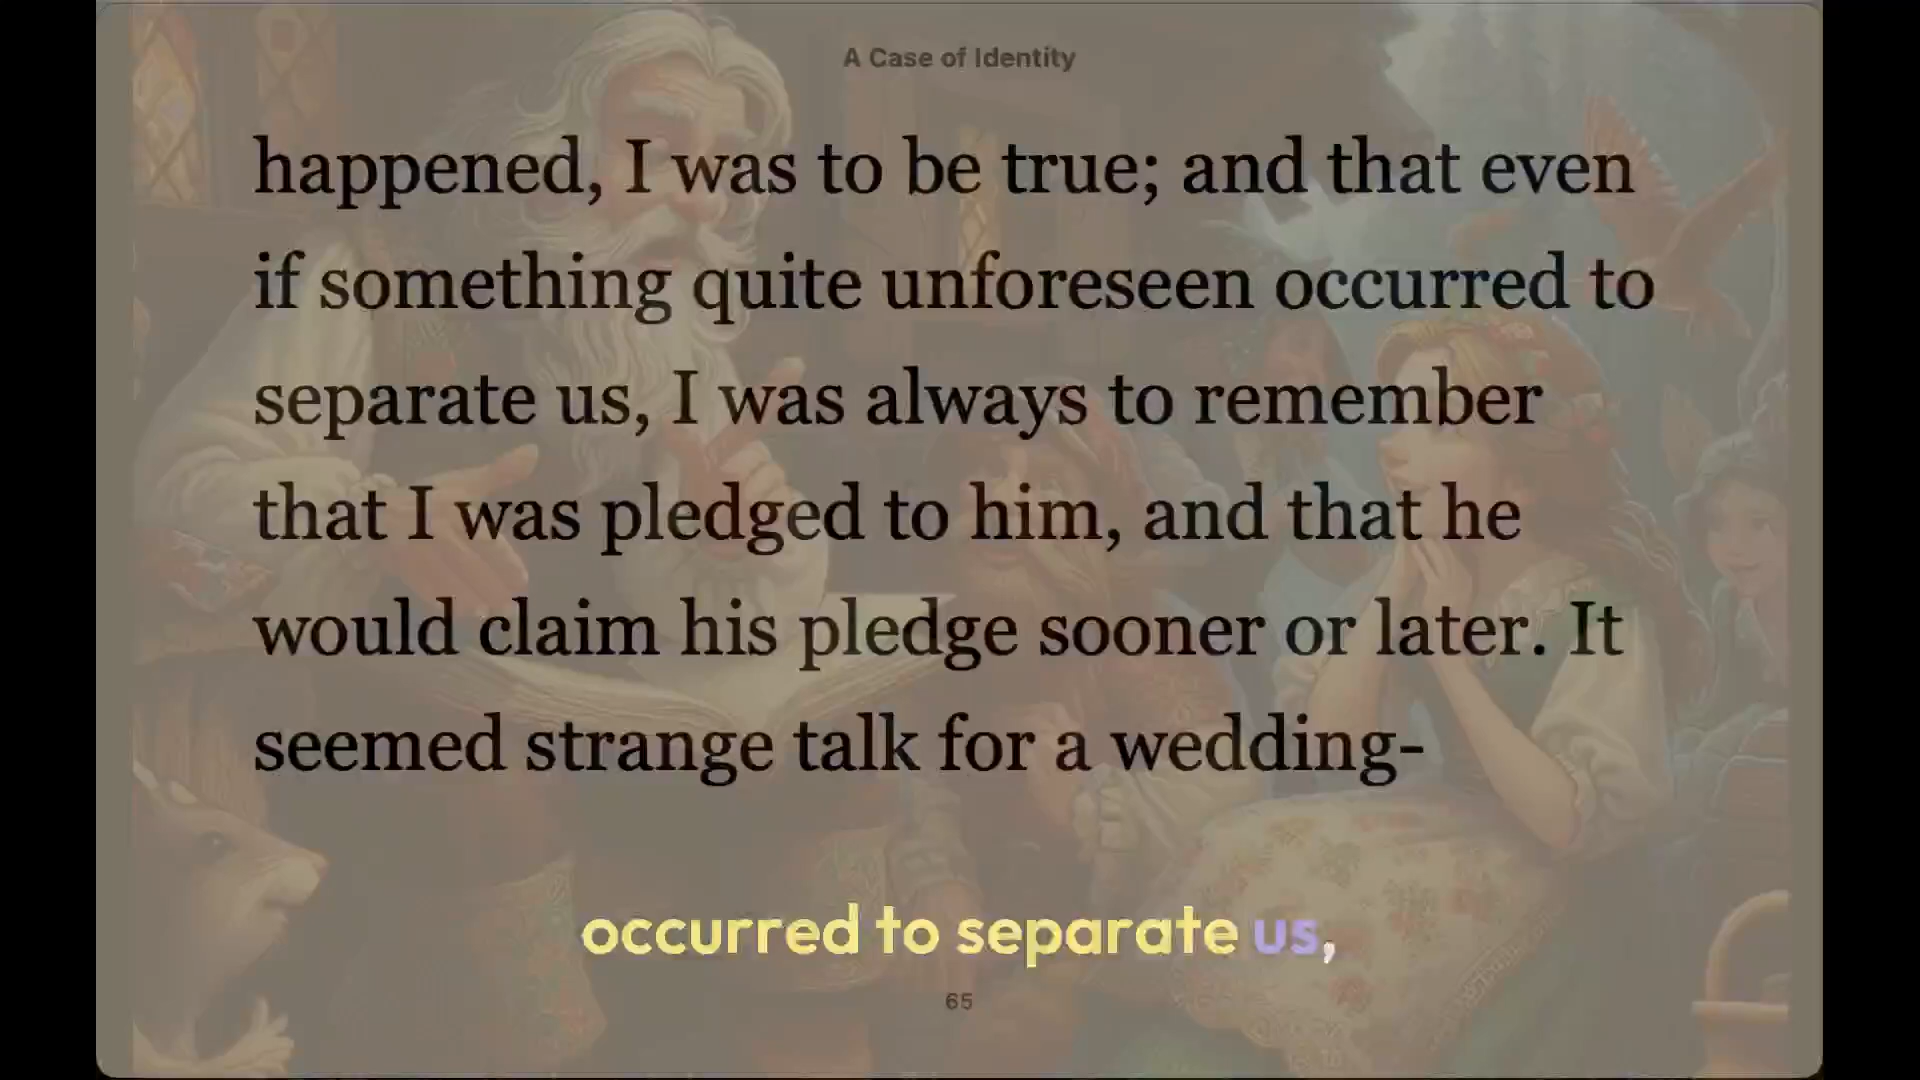 A Case of Identity
happened, I was to be true; and that even
if something quite unforeseen occurred to
separate us, I was always to remember
that I was pledged to him, and that he
would claim his pledge sooner or later. It
seemed strange talk for a wedding-
occurred to separate us,
65